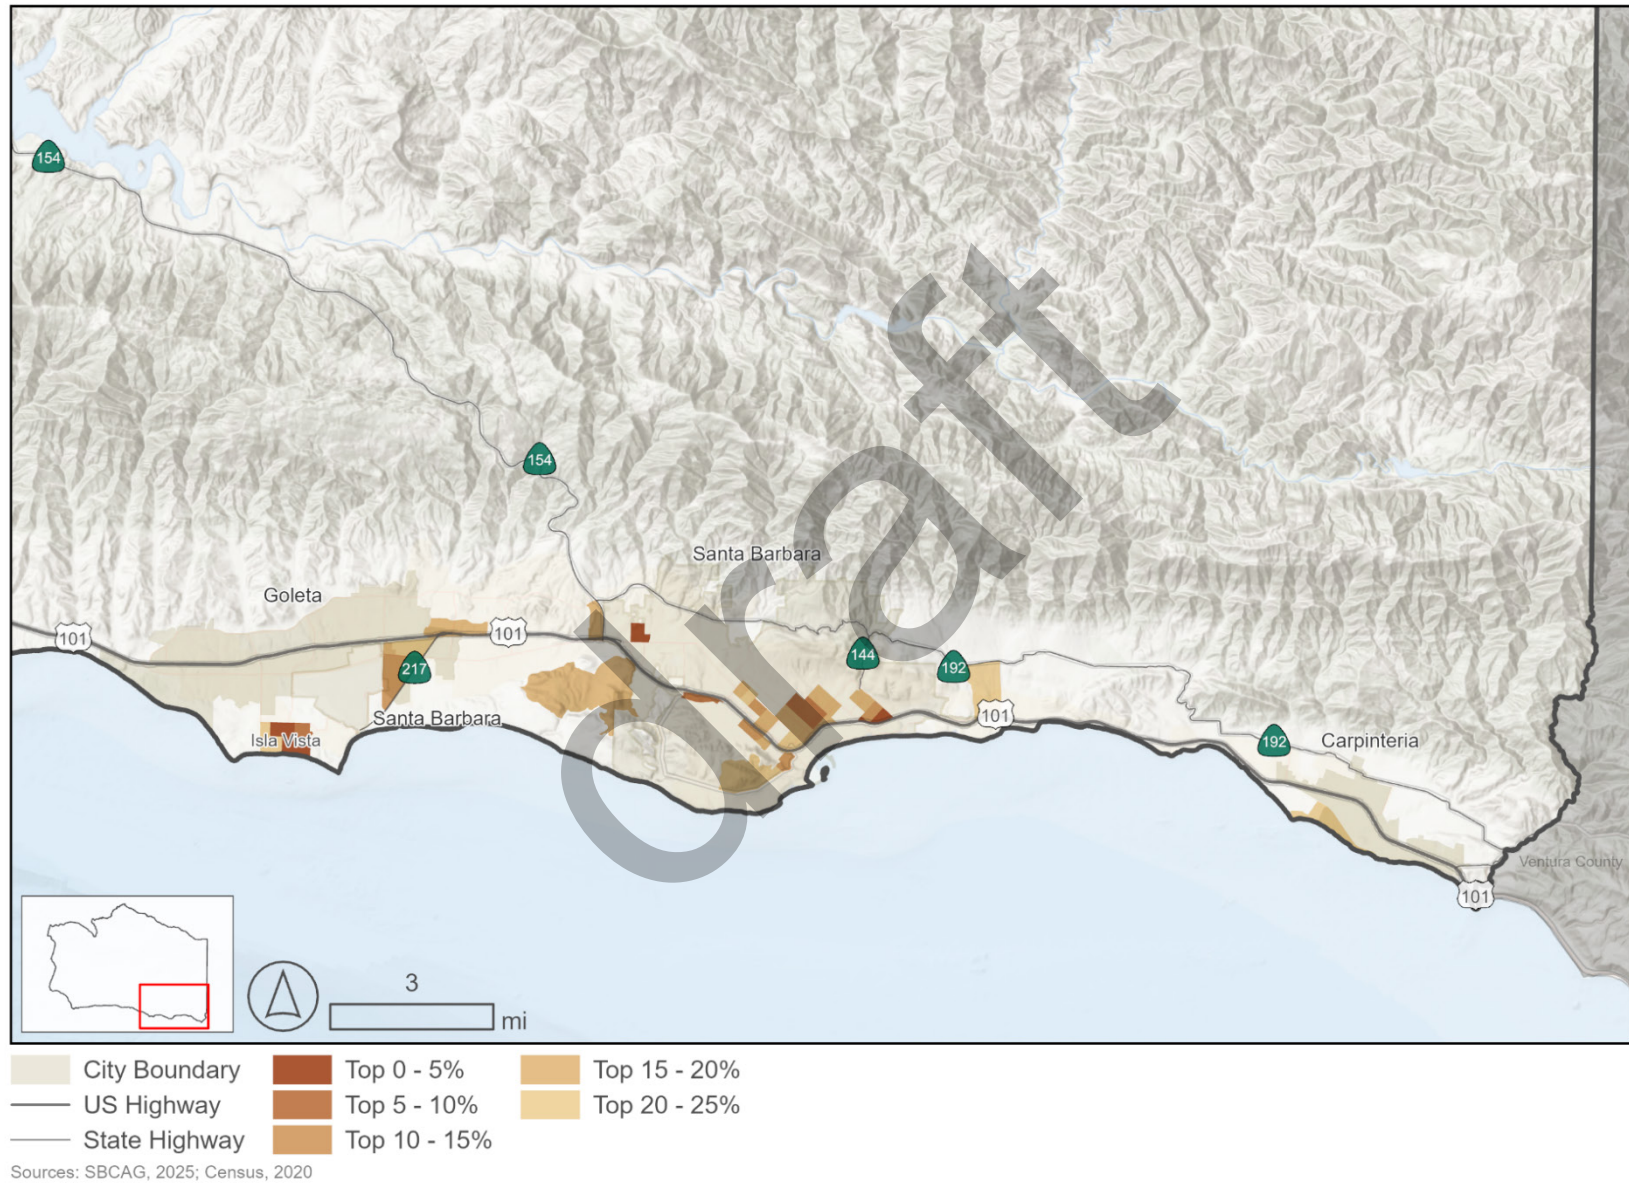 154
154
Santa Barbara
Goleta
101
101
144
217
192
101
Santa Barbara
Isla Vista
192
Carpinteria
Ventura County
101
draft
3
mi
City Boundary
Top 0 - 5%
Top 15 - 20%
US Highway
Top 5 - 10%
Top 20 - 25%
State Highway
Top 10 - 15%
Sources: SBCAG, 2025; Census, 2020